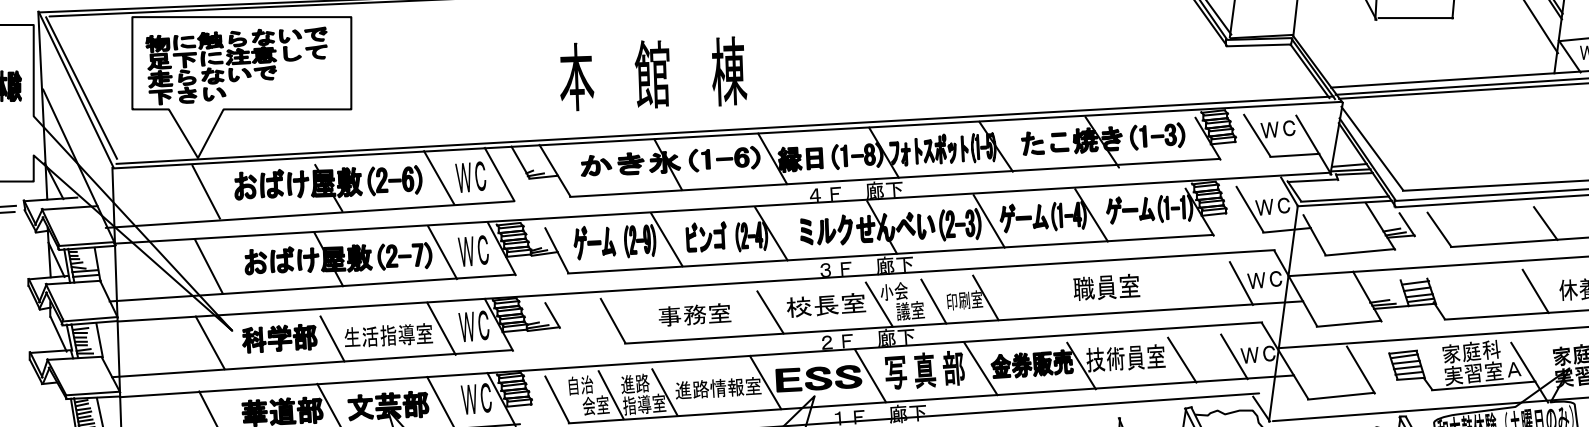 物に触らないで
足下に注意して
走らないで
下さい
本館棟
おばけ屋敷(2-6)
WC
かき氷(1-6)
縁日(1-8)
フォトスポット(1-5)
たこ焼き(1-3)
WC
4F 廊下
おばけ屋敷(2-7)
WC
ゲーム(2-9)
ビンゴ(2-4)
ミルクせんべい(2-3)
ゲーム(1-4)
ゲーム(1-1)
WC
3F 廊下
科学部
生活指導室
WC
事務室
校長室
小会
議室
印刷室
職員室
WC
休養
2F 廊下
華道部
文芸部
WC
自治
会室
進路
指導室
進路情報室
ESS
写真部
金券販売
技術員室
WC
家庭科
実習室A
家庭
実習
1F 廊下
(土曜日のみ)